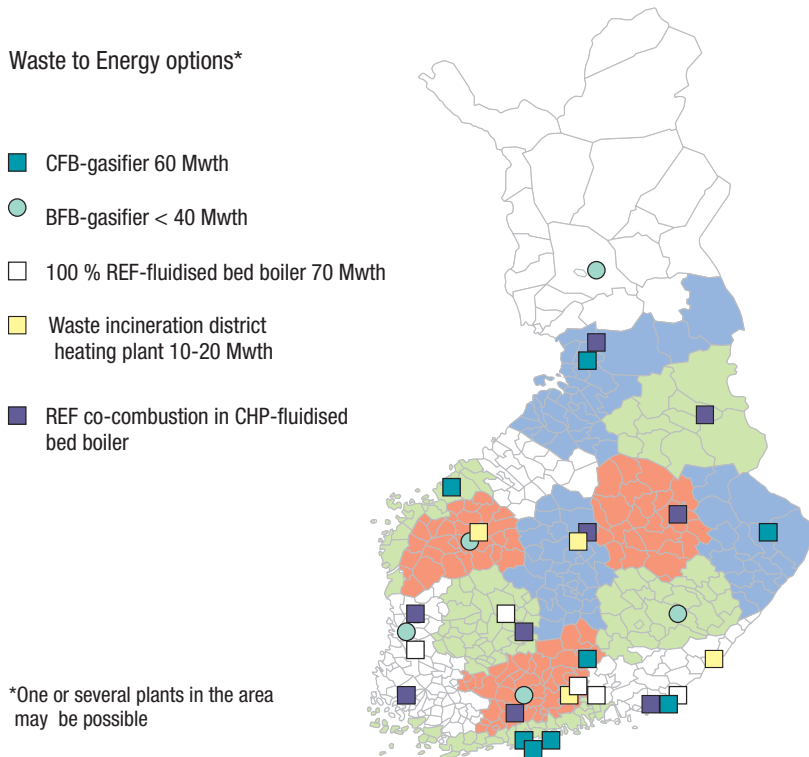 Waste to Energy options*
CFB-gasifier 60 Mwth
BFB-gasifier < 40 Mwth
100 % REF-fluidised bed boiler 70 Mwth
Waste incineration district
heating plant 10-20 Mwth
REF co-combustion in CHP-fluidised
bed boiler
*One or several plants in the area
may be possible